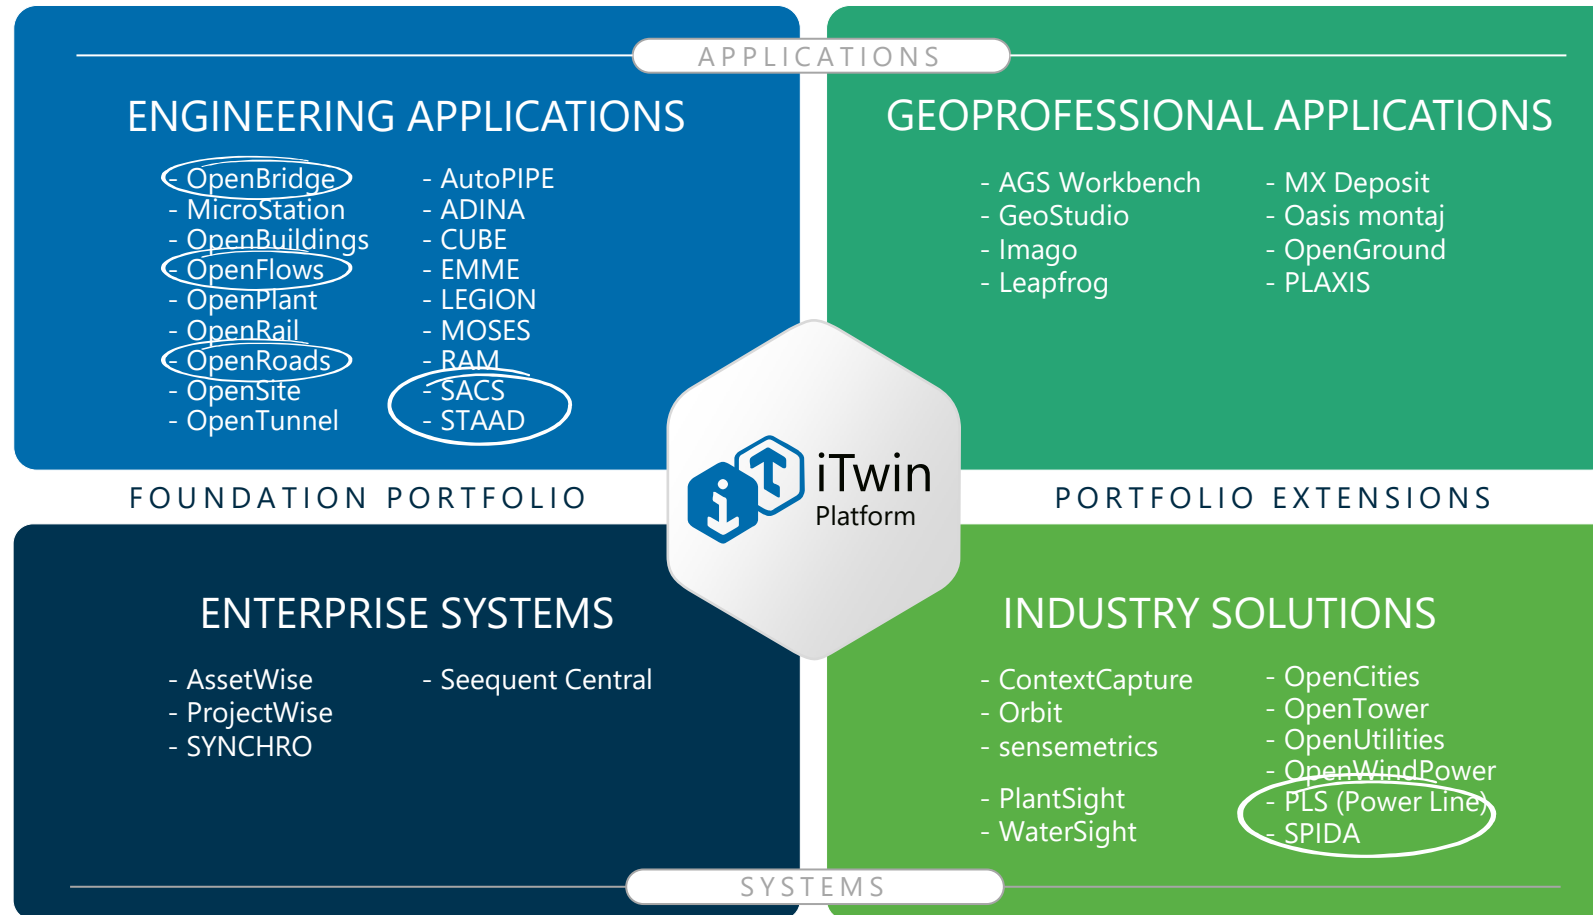 APPLICATIONS
ENGINEERING APPLICATIONS
- OpenBridge
- MicroStation
- OpenBuildings
- OpenFlows
- OpenPlant
- OpenRail
- OpenRoads
- OpenSite
- OpenTunnel
- AutoPIPE
- ADINA
- CUBE
- EMME
- LEGION
- MOSES
- RAM
- SACS
- STAAD
GEOPROFESSIONAL APPLICATIONS
- AGS Workbench
- GeoStudio
- Imago
- Leapfrog
- MX Deposit
- Oasis montaj
- OpenGround
- PLAXIS
FOUNDATION PORTFOLIO
iTwin
Platform
PORTFOLIO EXTENSIONS
ENTERPRISE SYSTEMS
- AssetWise
- ProjectWise
- SYNCHRO
- Seequent Central
INDUSTRY SOLUTIONS
- ContextCapture
- Orbit
- sensemetrics
- PlantSight
- WaterSight
- OpenCities
- OpenTower
- OpenUtilities
- OpenWindPower
- PLS (Power Line)
- SPIDA
SYSTEMS